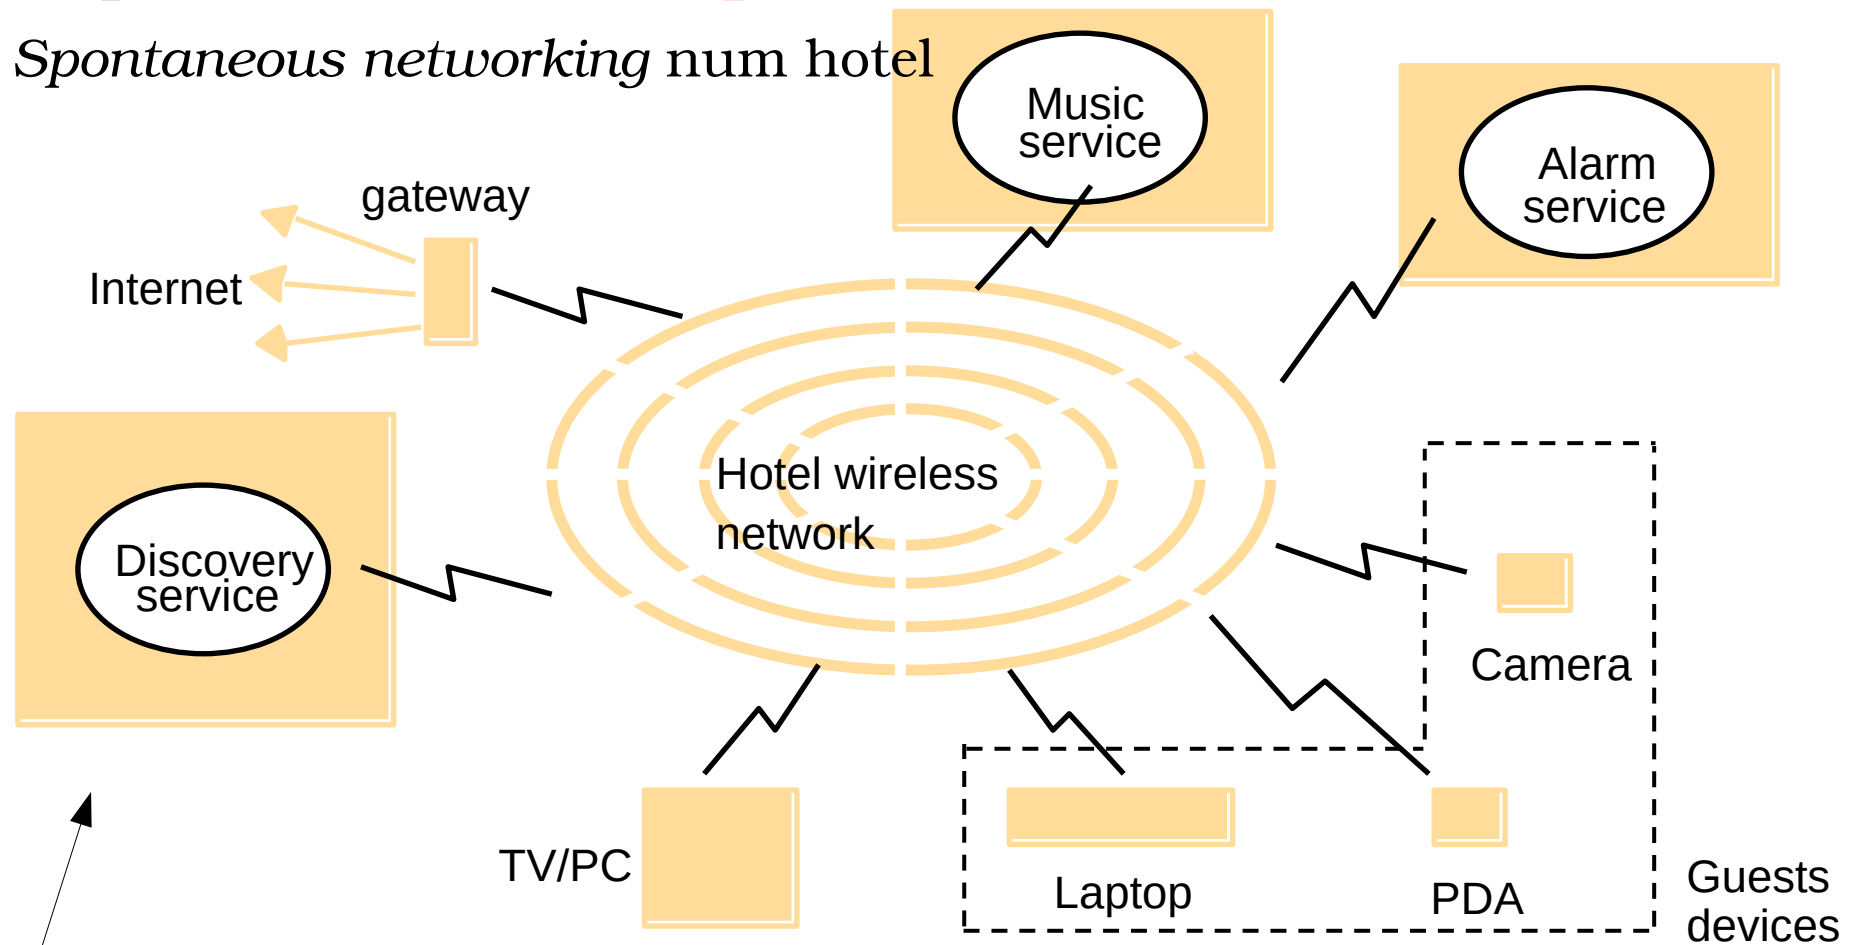 Spontaneous networking num hotel
Music
service
Alarm
service
gateway
Internet
Hotel wireless
network
Discovery
service
Camera
TV/PC
Laptop
PDA
Guests
devices